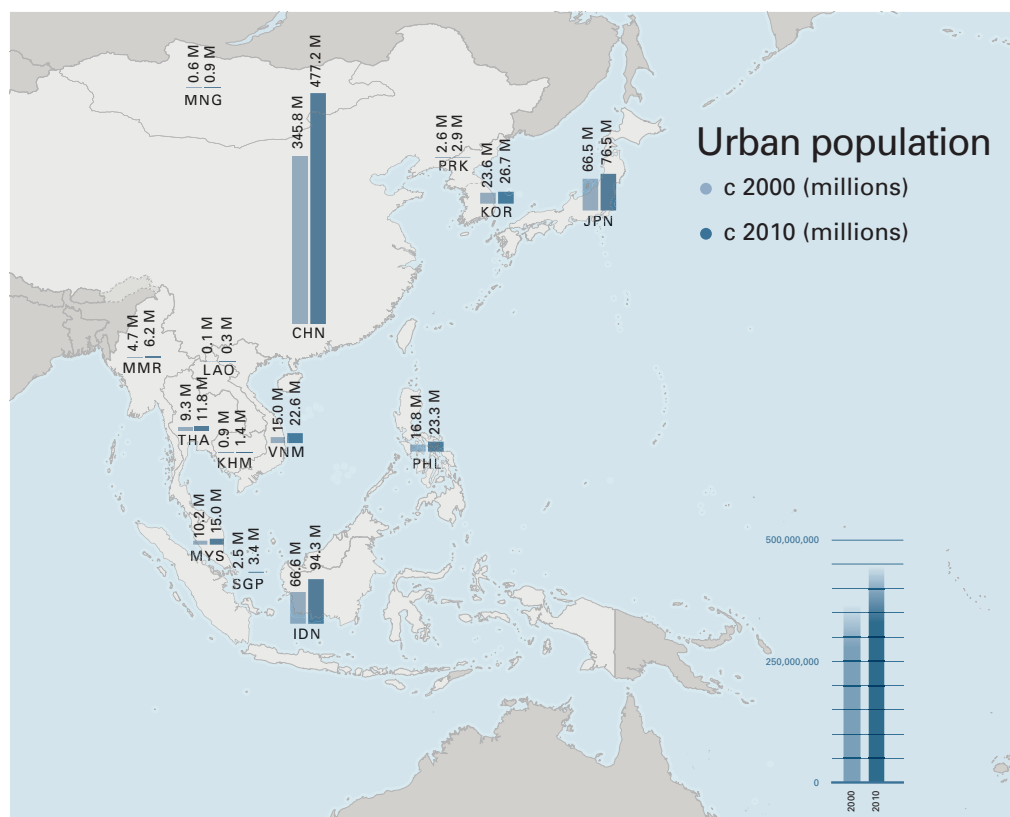 0.6 M
0.9 M
MNG
345.8 M
477.2 M
CHN
2.6 M
2.9 M
PRK
23.6 M
26.7 M
KOR
66.5 M
76.5 M
JPN
Urban population
c 2000 (millions)
c 2010 (millions)
4.7 M
6.2 M
MMR
0.1 M
0.3 M
LAO
9.3 M
11.8 M
THA
0.9 M
1.4 M
KHM
15.0 M
22.6 M
VNM
16.8 M
23.3 M
PHL
10.2 M
15.0 M
MYS
2.5 M
3.4 M
SGP
66.6 M
94.3 M
IDN
500,000,000
250,000,000
0
2000
2010